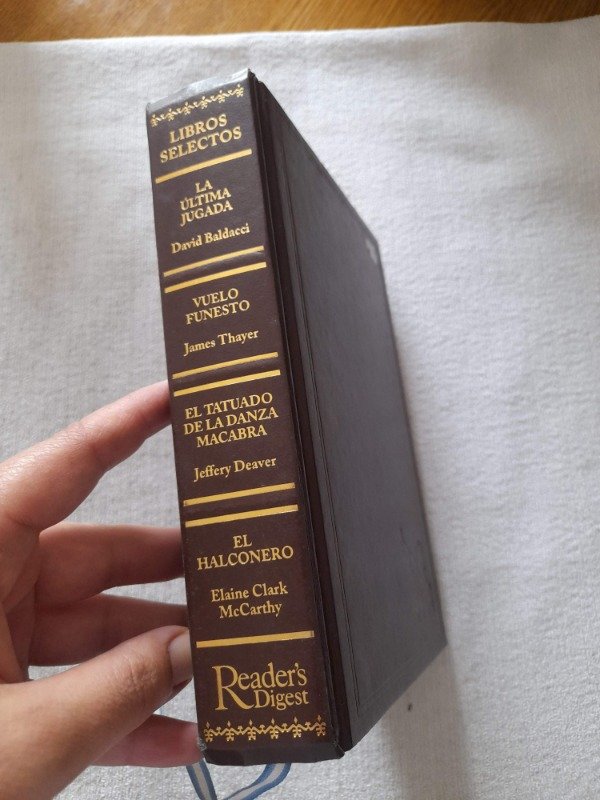 LIBROS
SELECTOS
LA
ÚLTIMA
JUGADA
David Baldacci
VUELO
FUNESTO
James Thayer
EL TATUADO
DE LA DANZA
MACABRA
Jeffery Deaver
EL
HALCONERO
Elaine Clark
McCarthy
Reader's
Digest